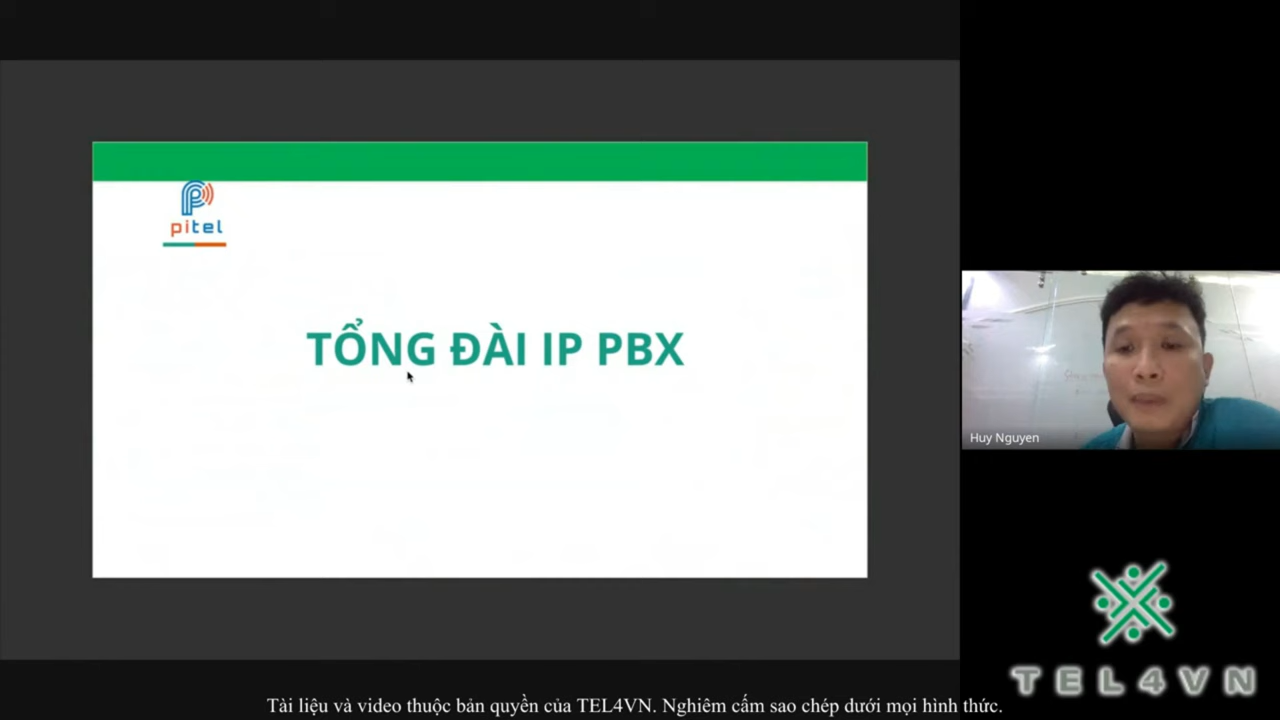 pitel
TỔNG ĐÀI IP PBX
Huy Nguyen
TEL4VN
Tài liệu và video thuộc bản quyền của TEL4VN. Nghiêm cấm sao chép dưới mọi hình thức.